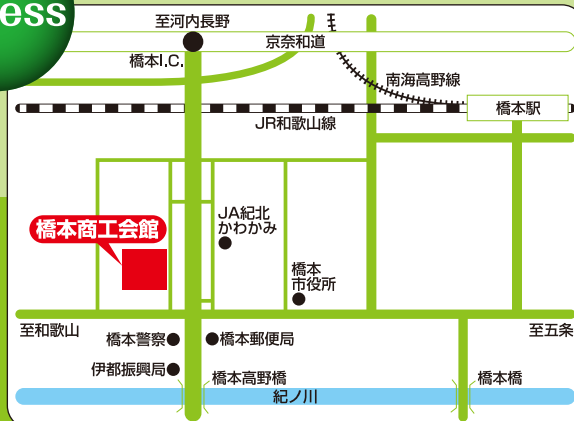 ess
至河内長野
京奈和道
橋本I.C.
南海高野線
橋本駅
JR和歌山線
JA紀北
かわかみ
橋本商工会館
橋本
市役所
至和歌山
至五条
橋本警察
橋本郵便局
伊都振興局
橋本高野橋
橋本橋
紀ノ川